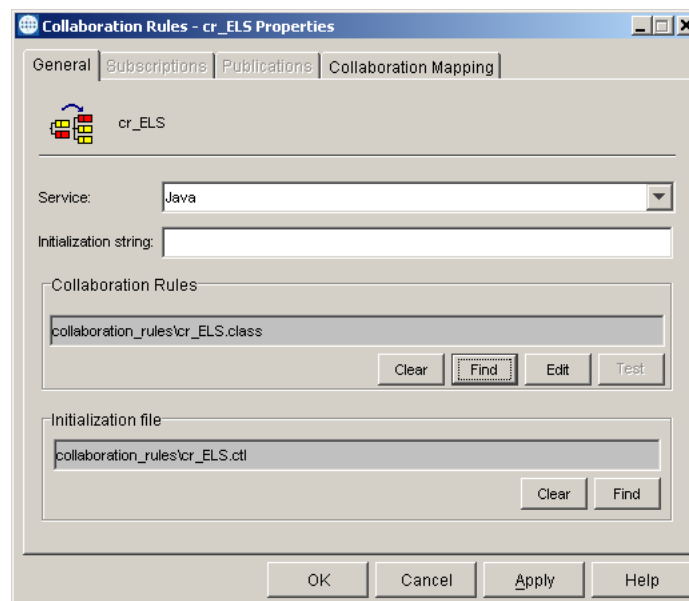 Collaboration Rules - cr_ELS Properties
General Subscriptions Publications Collaboration Mapping
cr_ELS
Service: Java
Initialization string:
Collaboration Rules
collaboration_rules\cr_ELS.class
Clear Find Edit Test
Initialization file
collaboration_rules\cr_ELS.ctl
Clear Find
OK Cancel Apply Help